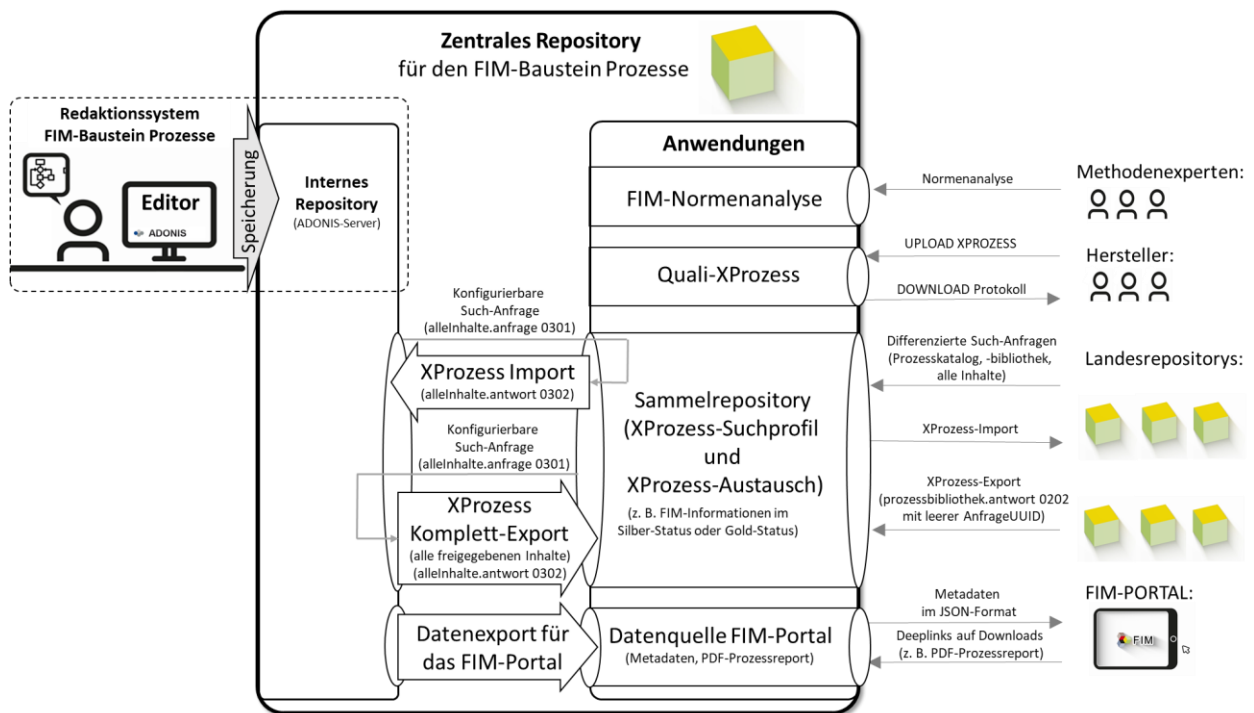 Zentrales Repository
für den FIM-Baustein Prozesse
Redaktionssystem
FIM-Baustein Prozesse
Editor
ADONIS
Speicherung
Internes
Repository
(ADONIS-Server)
Anwendungen
FIM-Normenanalyse
Quali-XProzess
Konfigurierbare
Such-Anfrage
(alleInhalte.anfrage 0301)
XProzess Import
(alleInhalte.antwort 0302)
Konfigurierbare
Such-Anfrage
(alleInhalte.anfrage 0301)
XProzess
Komplett-Export
(alle freigegebenen Inhalte)
(alleInhalte.antwort 0302)
Sammelrepository
(XProzess-Suchprofil
und
XProzess-Austausch)
(z. B. FIM-Informationen im
Silber-Status oder Gold-Status)
Datenexport für
das FIM-Portal
Datenquelle FIM-Portal
(Metadaten, PDF-Prozessreport)
Normenanalyse
Methodenexperten:
UPLOAD XPROZESS
DOWNLOAD Protokoll
Hersteller:
Differenzierte Such-Anfragen
(Prozesskatalog, -bibliothek,
alle Inhalte)
Landesrepositorys:
XProzess-Import
XProzess-Export
(prozessbibliothek.antwort 0202
mit leerer AnfrageUUID)
Metadaten
im JSON-Format
Deeplinks auf Downloads
(z. B. PDF-Prozessreport)
FIM-PORTAL:
FIM